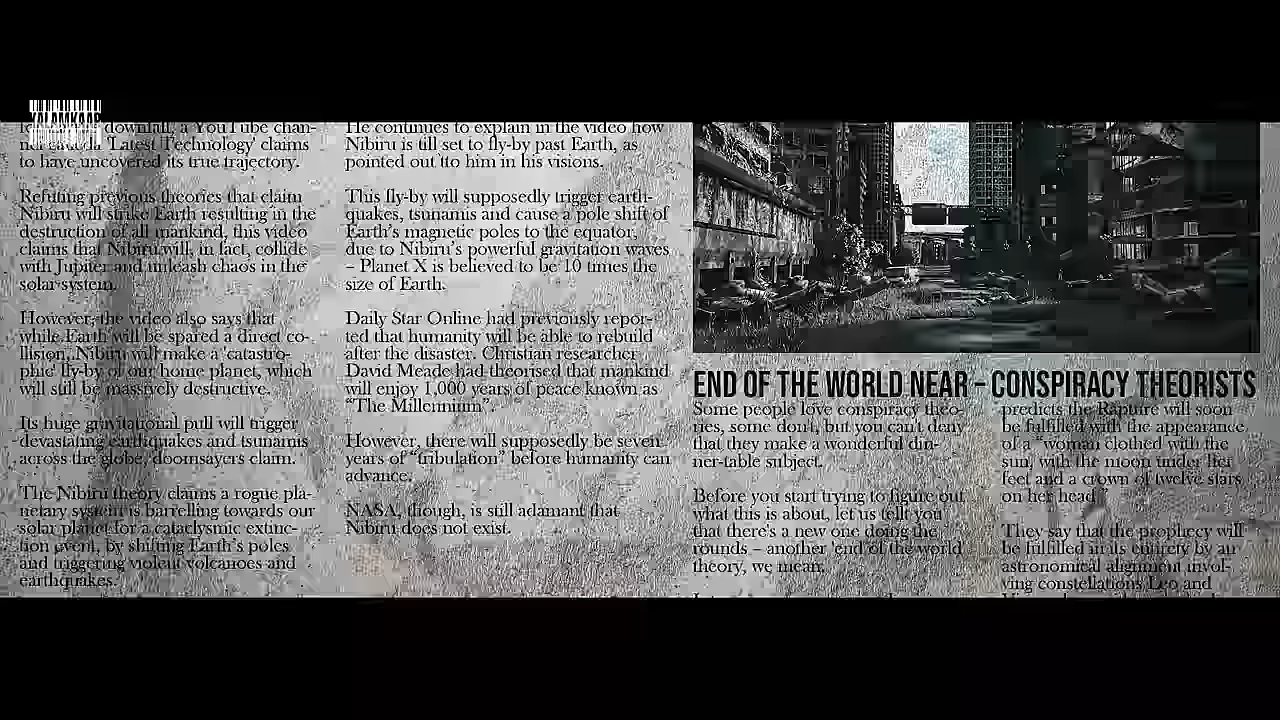 KALAMKAAR
downfall, a YouTube chan-
'Latest Technology' claims
to have uncovered its true trajectory.
Refuting previous theories that claim
Nibiru will strike Earth resulting in the
destruction of all mankind, this video
claims that Nibiru will, in fact, collide
with Jupiter and unleash chaos in the
solar system.
However, the video also says that
while Earth will be spared a direct co-
llision, Nibiru will make a 'catastro-
phic' fly-by of our home planet, which
will still be massively destructive.
Its huge gravitational pull will trigger
devastating earthquakes and tsunamis
across the globe, doomsayers claim.
The Nibiru theory claims a rogue pla-
netary system is barrelling towards our
solar planet for a cataclysmic extinc-
tion event, by shifting Earth's poles
and triggering violent volcanoes and
earthquakes.
He continues to explain in the video how
Nibiru is till set to fly-by past Earth, as
pointed out tto him in his visions.
This fly-by will supposedly trigger earth-
quakes, tsunamis and cause a pole shift of
Earth's magnetic poles to the equator,
due to Nibiru's powerful gravitation waves
– Planet X is believed to be 10 times the
size of Earth.
Daily Star Online had previously repor-
ted that humanity will be able to rebuild
after the disaster. Christian researcher
David Meade had theorised that mankind
will enjoy 1,000 years of peace known as
“The Millennium”.
However, there will supposedly be seven
years of “tribulation” before humanity can
advance.
NASA, though, is still adamant that
Nibiru does not exist.
END OF THE WORLD NEAR – CONSPIRACY THEORISTS
Some people love conspiracy theo-
ries, some don't, but you can't deny
that they make a wonderful din-
ner-table subject.
Before you start trying to figure out
what this is about, let us tell you
that there's a new one doing the
rounds – another 'end of the world'
theory, we mean.
predicts the Rapture will soon
be fulfilled with the appearance
of a “woman clothed with the
sun, with the moon under her
feet and a crown of twelve stars
on her head”
They say that the prophecy will
be fulfilled in its entirety by an
astronomical alignment invol-
ving constellations Leo and